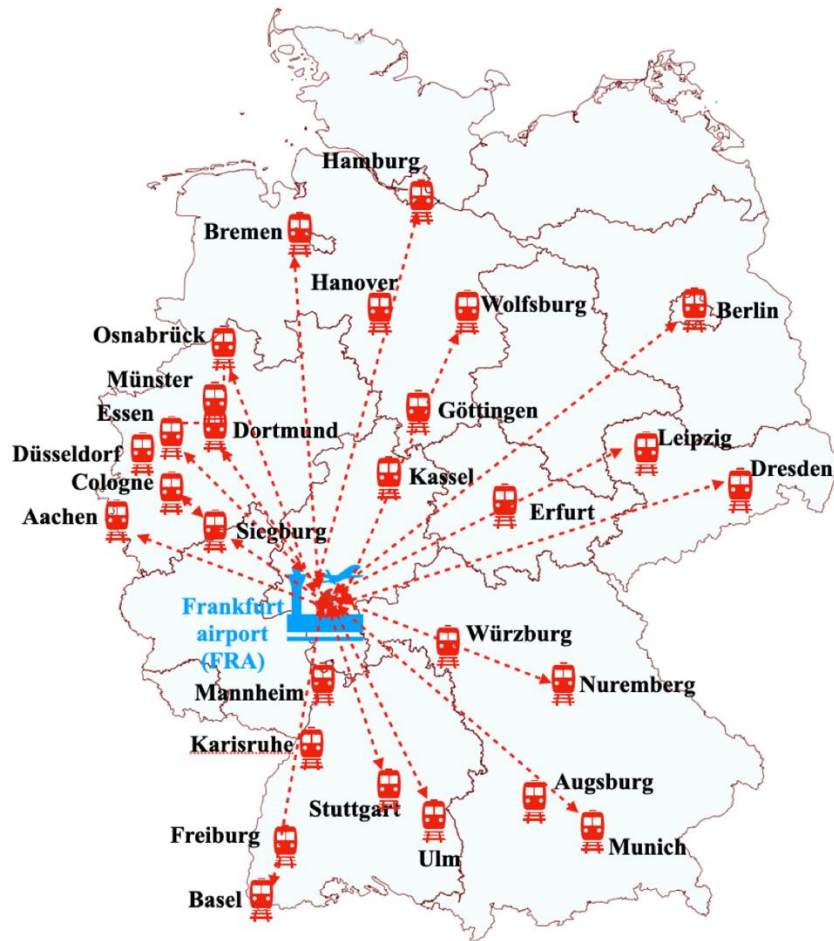 Hamburg
Bremen
Hanover
Wolfsburg
Berlin
Osnabrück
Münster
Essen
Göttingen
Dortmund
Düsseldorf
Leipzig
Kassel
Dresden
Cologne
Aachen
Erfurt
Siegburg
Frankfurt
airport
(FRA)
Würzburg
Mannheim
Nuremberg
Karisruhe
Augsburg
Stuttgart
Freiburg
Ulm
Munich
Basel